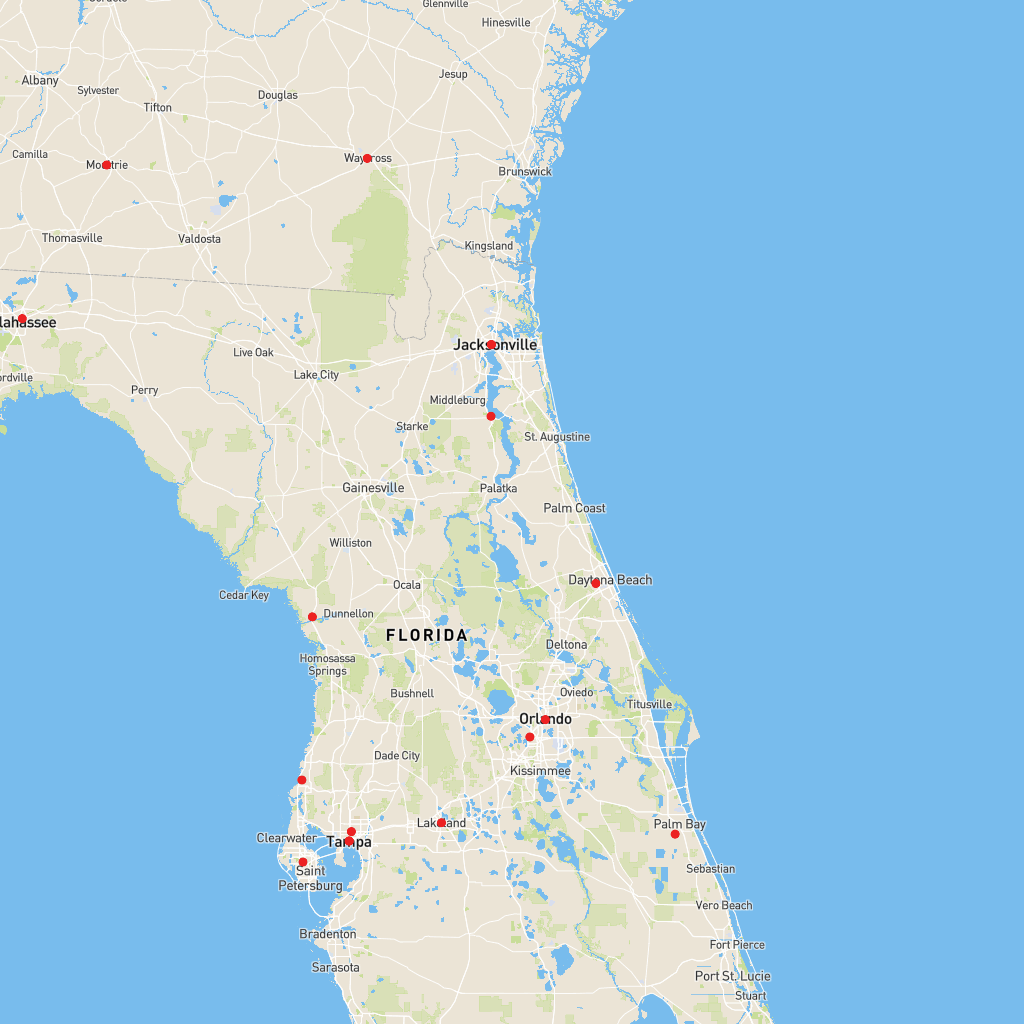 Glennville
Hinesville
Jesup
Albany
Sylvester
Douglas
Tifton
Camilla
Moultrie
Waycross
Brunswick
Thomasville
Valdosta
Kingsland
lahassee
Jacksonville
Live Oak
Lake City
ordville
Perry
Middleburg
Starke
St. Augustine
Gainesville
Palatka
Palm Coast
Williston
Daytona Beach
Ocala
Cedar Key
Dunnellon
FLORIDA
Deltona
Homosassa
Springs
Bushnell
Oviedo
Titusville
Orlando
Dade City
Kissimmee
Lakeland
Palm Bay
Clearwater
Tampa
Saint
Petersburg
Sebastian
Vero Beach
Bradenton
Fort Pierce
Sarasota
Port St. Lucie
Stuart